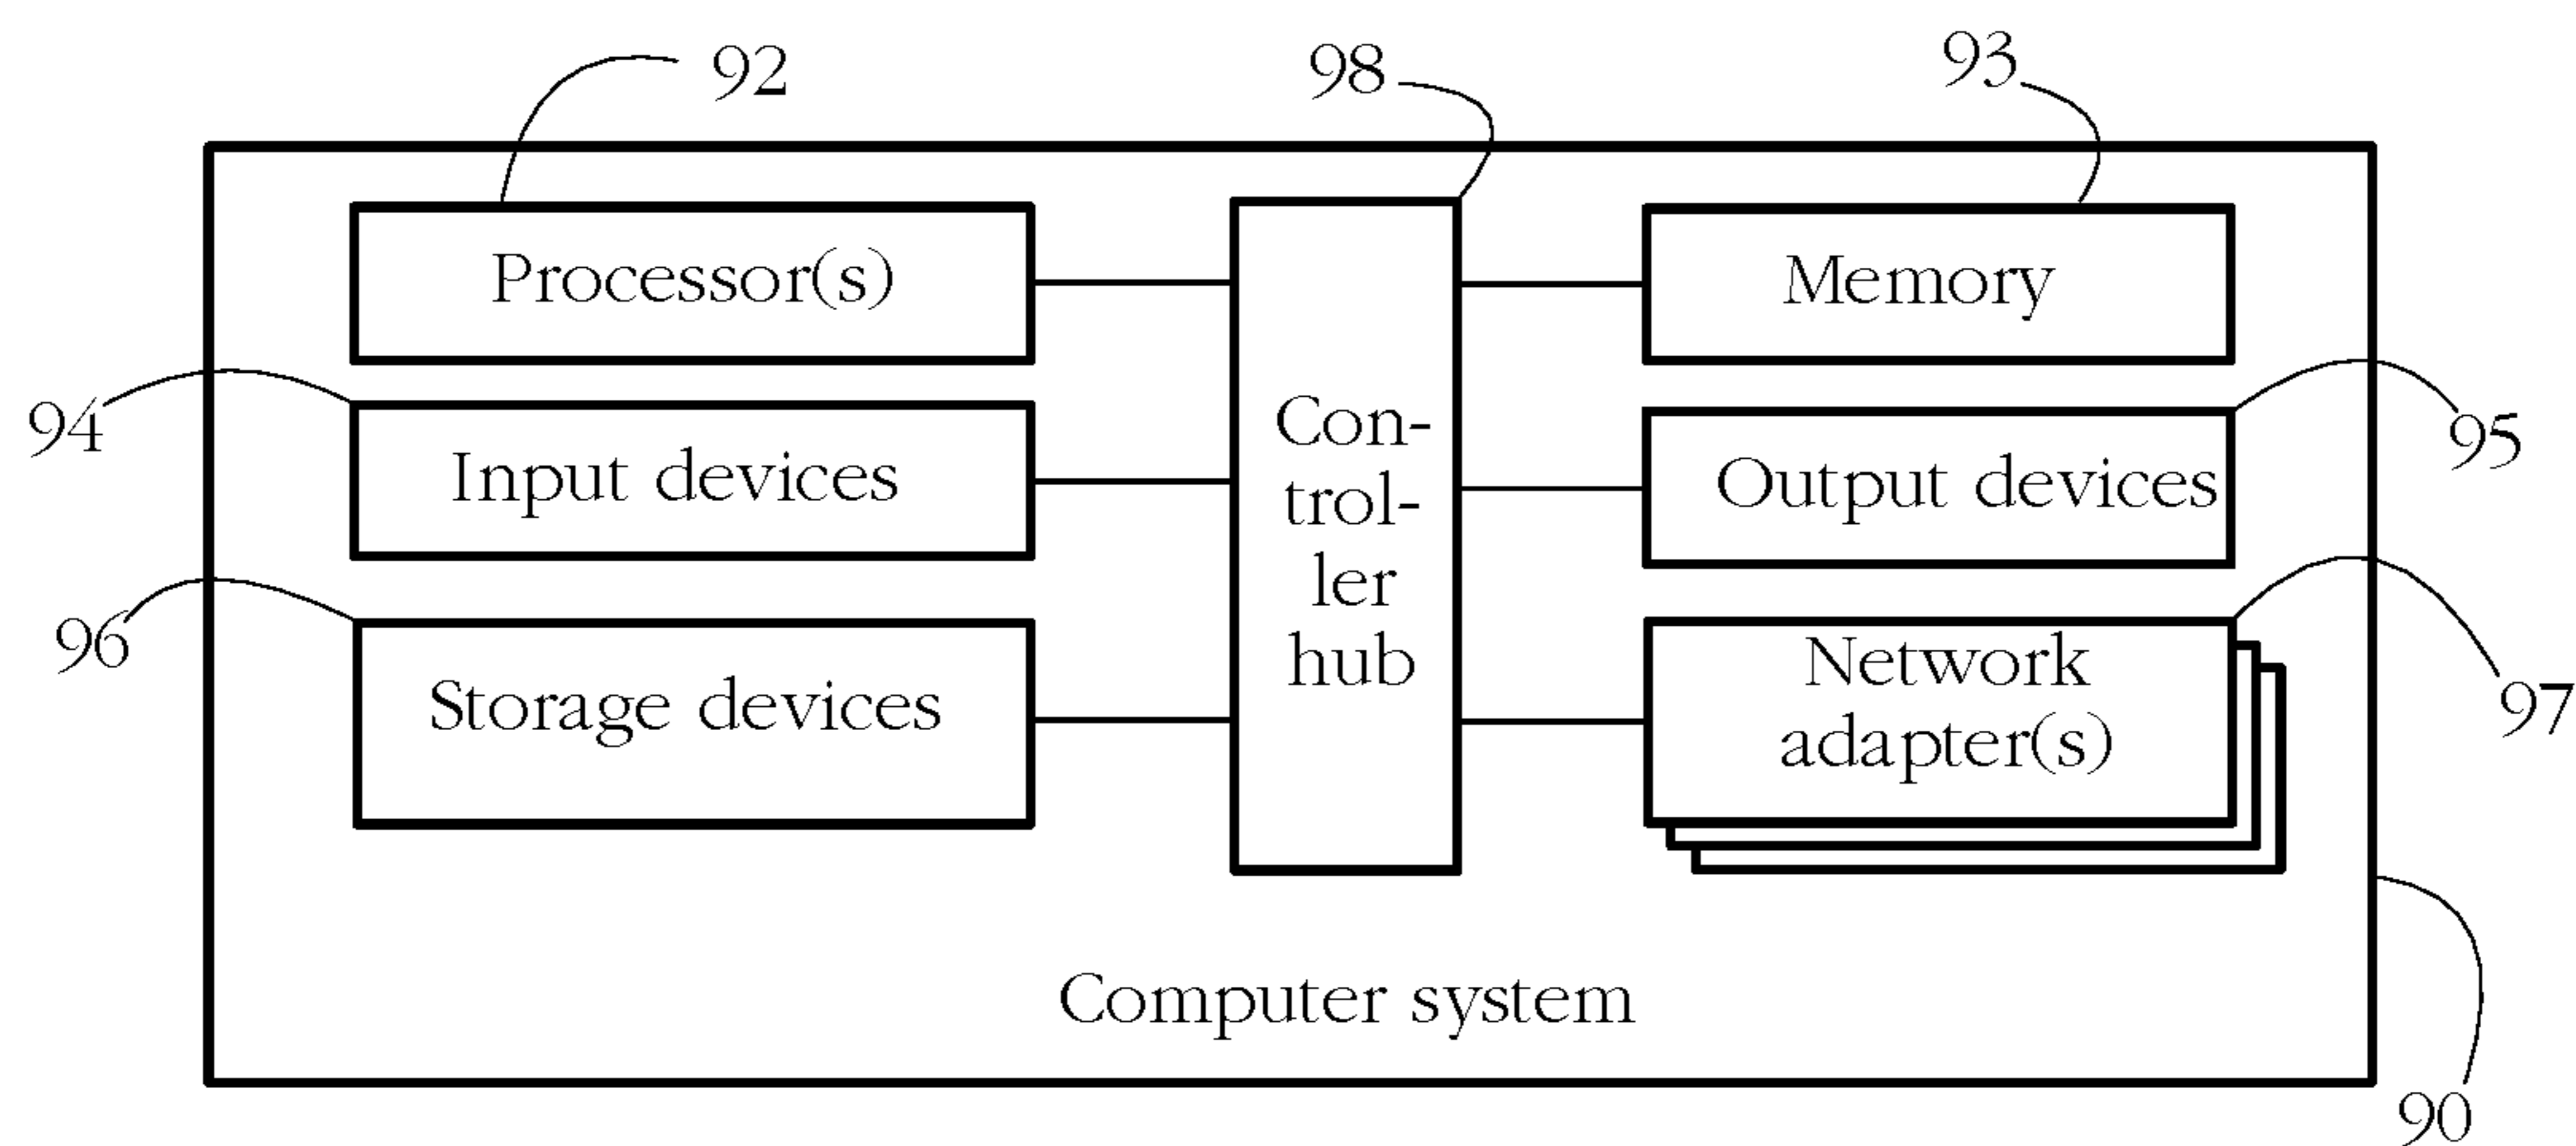 92
98
93
Processor(s)
Memory
94
Input devices
Con-
trol-
ler
hub
Output devices
95
96
Storage devices
Network
adapter(s)
97
Computer system
90